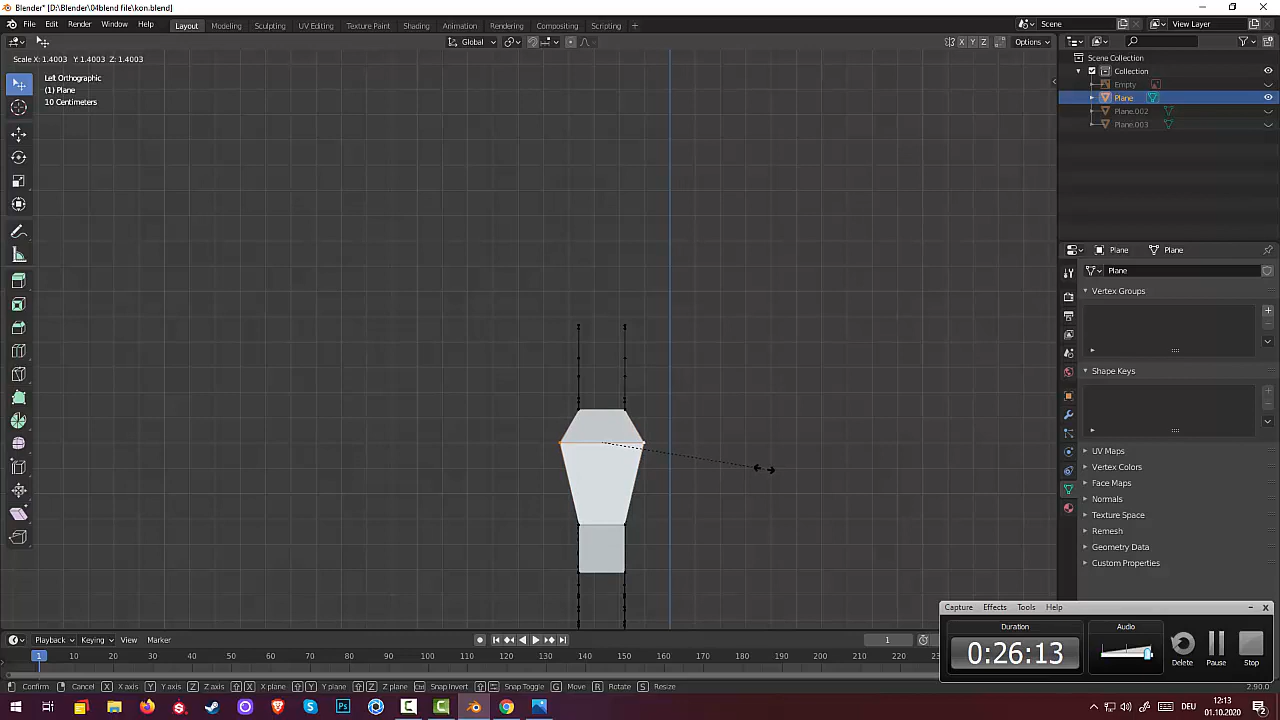 Blender* [D:\Blender\04blend file\kon.blend]
File Edit Render Window Help Layout Modeling Sculpting UV Editing Texture Paint Shading Animation Rendering Compositing Scripting + Scene View Layer
Global X Y Z Options
Scale X: 1.4003 Y: 1.4003 Z: 1.4003
Left Orthographic
(1) Plane
10 Centimeters
Scene Collection
Collection
Empty
Plane
Plane.002
Plane.003
Plane Plane
Plane
Vertex Groups
Shape Keys
UV Maps
Vertex Colors
Face Maps
Normals
Texture Space
Remesh
Geometry Data
Custom Properties
Capture Effects Tools Help
Duration
Audio
0:26:13
Delete Pause Stop
Playback Keying View Marker 1
1 10 20 30 40 50 60 70 80 90 100 110 120 130 140 150 160 170 180 190 200 210 220 230
Confirm Cancel X X axis Y Y axis Z Z axis X X plane Y Y plane Z Z plane Snap Invert Snap Toggle G Move R Rotate S Resize 2.90.0
DEU 12:13
01.10.2020